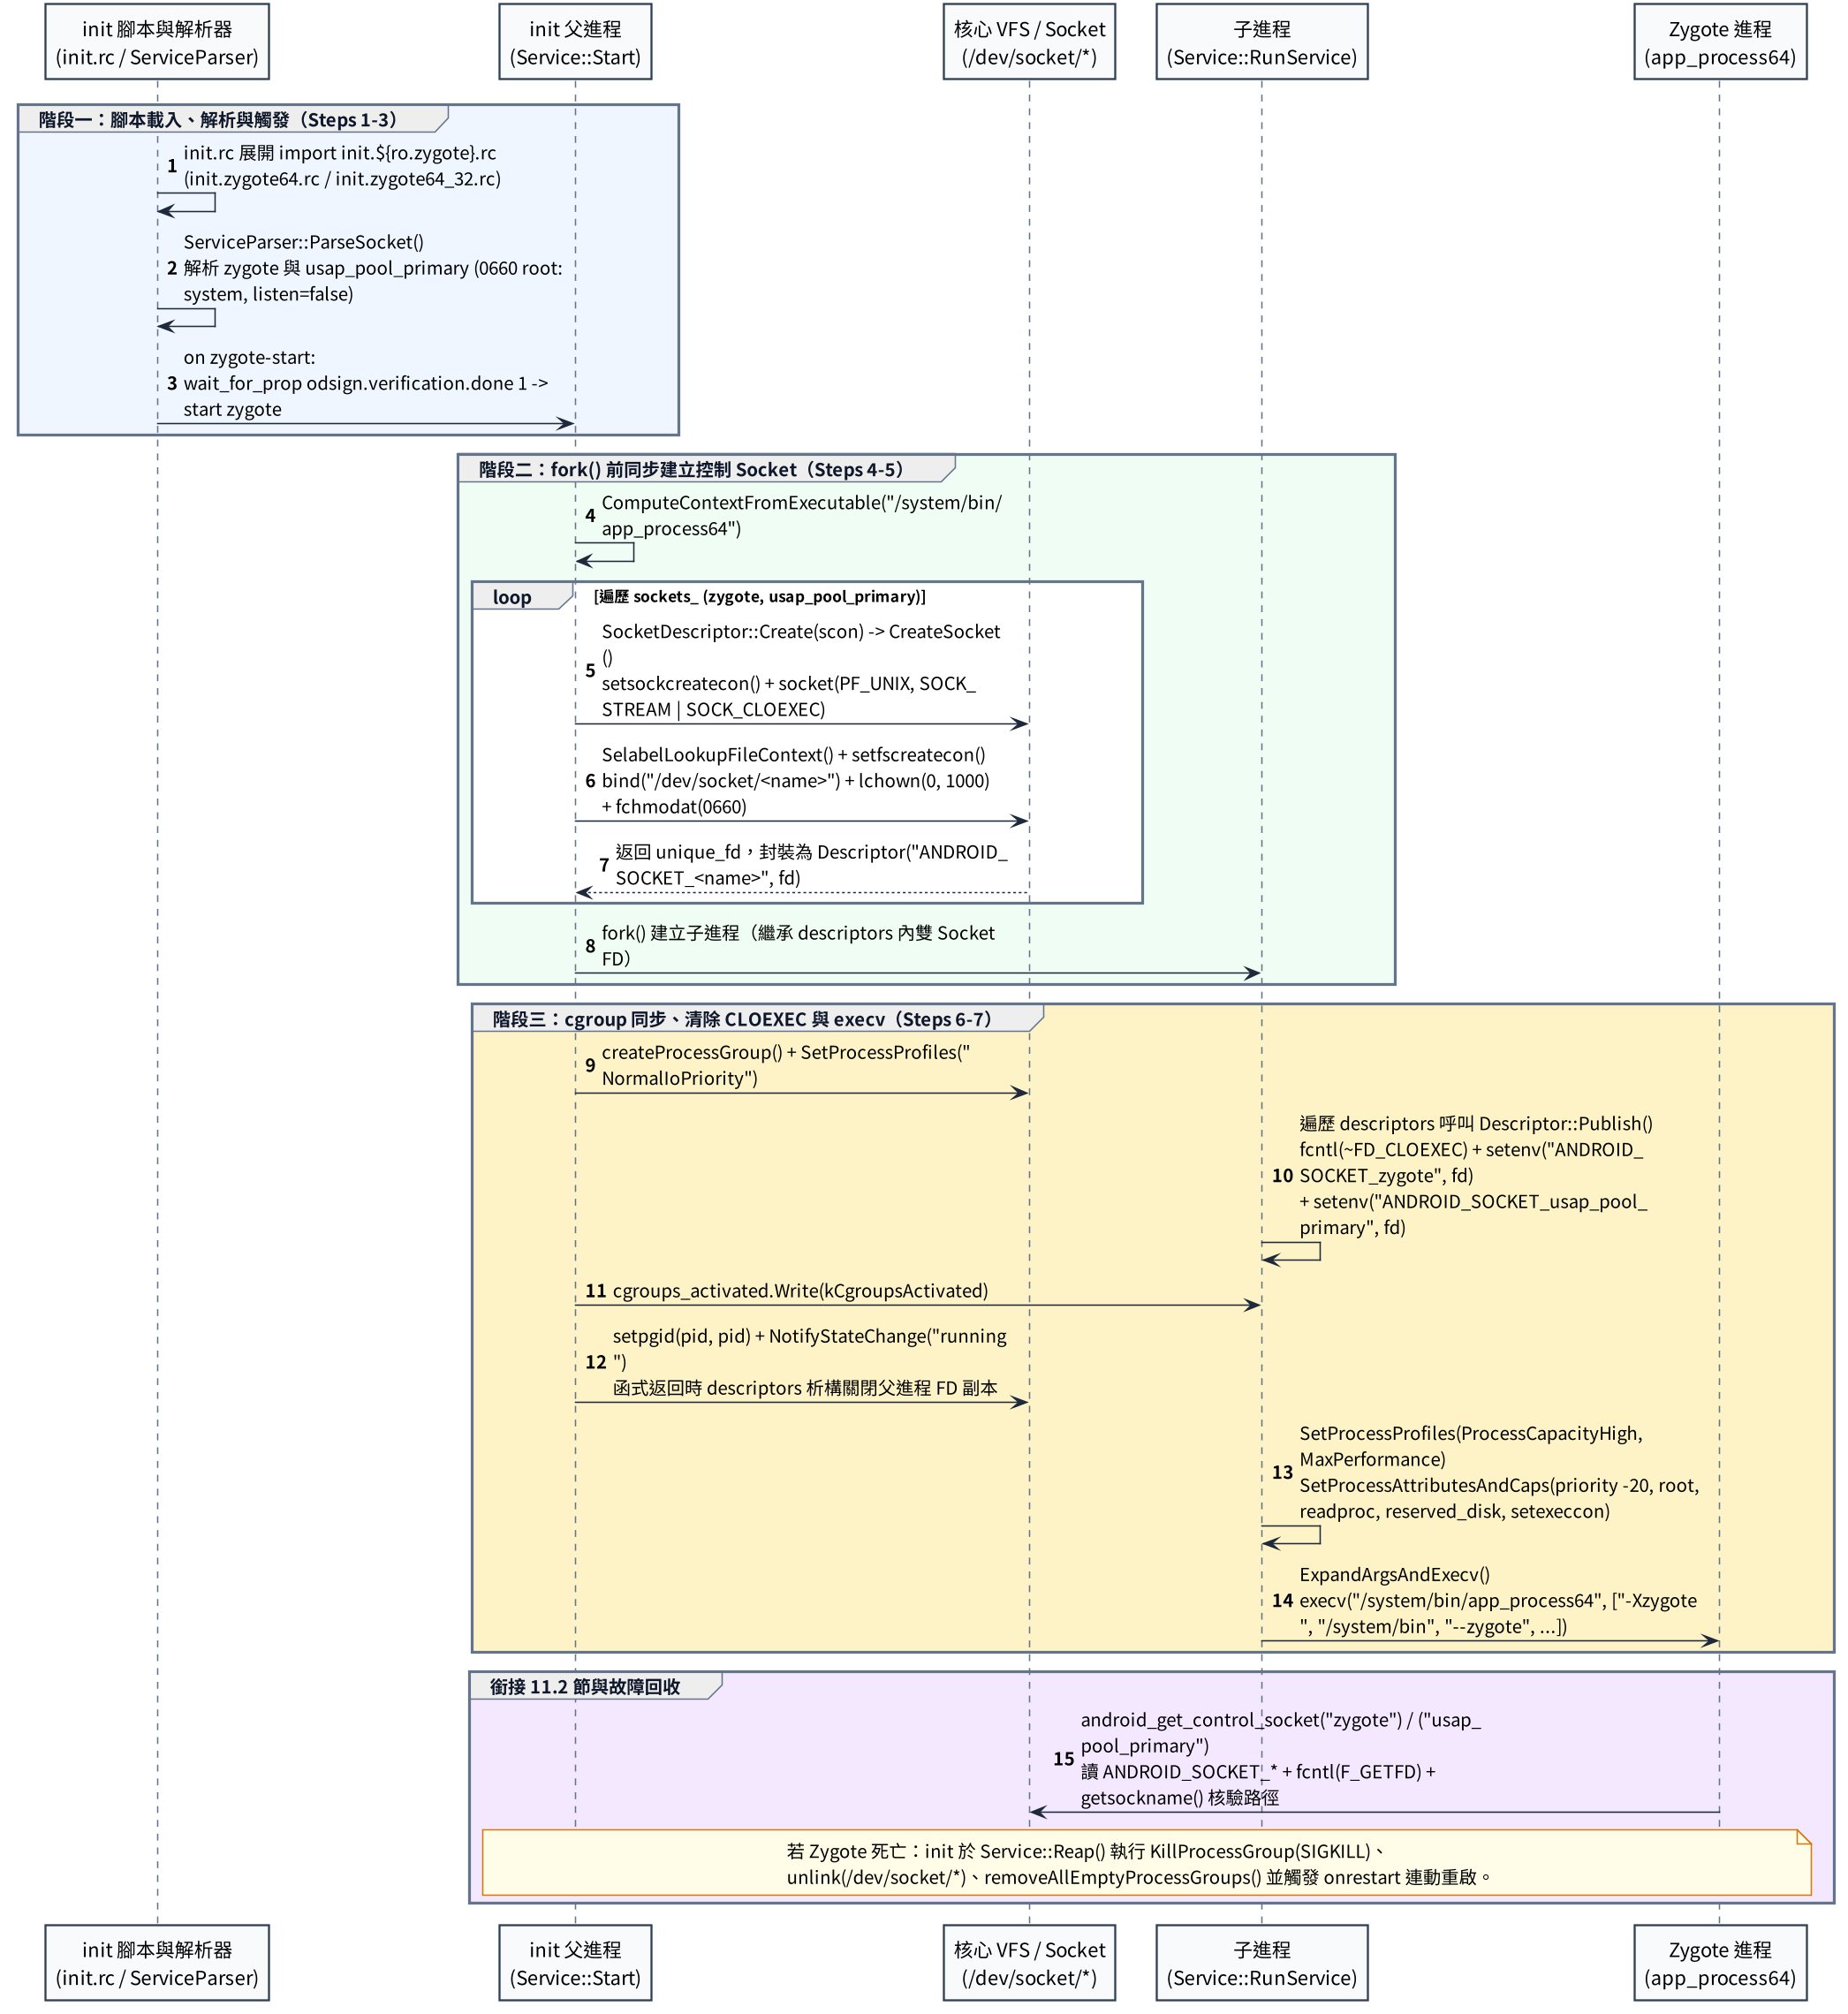 init 腳本與解析器
(init.rc / ServiceParser)
init 父進程
(Service::Start)
核心 VFS / Socket
(/dev/socket/*)
子進程
(Service::RunService)
Zygote 進程
(app_process64)
階段一：腳本載入、解析與觸發（Steps 1-3）
1 init.rc 展開 import init.${ro.zygote}.rc
(init.zygote64.rc / init.zygote64_32.rc)
ServiceParser::ParseSocket()
2 解析 zygote 與 usap_pool_primary (0660 root:
system, listen=false)
on zygote-start:
3 wait_for_prop odsign.verification.done 1 ->
start zygote
階段二：fork() 前同步建立控制 Socket（Steps 4-5）
4 ComputeContextFromExecutable("/system/bin/
app_process64")
loop [遍歷 sockets_ (zygote, usap_pool_primary)]
SocketDescriptor::Create(scon) -> CreateSocket
()
5
setsockcreatecon() + socket(PF_UNIX, SOCK_
STREAM | SOCK_CLOEXEC)
SelabelLookupFileContext() + setfscreatecon()
6 bind("/dev/socket/<name>") + lchown(0, 1000)
+ fchmodat(0660)
7 返回 unique_fd，封裝為 Descriptor("ANDROID_
SOCKET_<name>", fd)
8 fork() 建立子進程（繼承 descriptors 內雙 Socket
FD）
階段三：cgroup 同步、清除 CLOEXEC 與 execv（Steps 6-7）
9 createProcessGroup() + SetProcessProfiles("
NormalIoPriority")
遍歷 descriptors 呼叫 Descriptor::Publish()
fcntl(~FD_CLOEXEC) + setenv("ANDROID_
10 SOCKET_zygote", fd)
+ setenv("ANDROID_SOCKET_usap_pool_
primary", fd)
11 cgroups_activated.Write(kCgroupsActivated)
setpgid(pid, pid) + NotifyStateChange("running
12 ")
函式返回時 descriptors 析構關閉父進程 FD 副本
SetProcessProfiles(ProcessCapacityHigh,
MaxPerformance)
13
SetProcessAttributesAndCaps(priority -20, root,
readproc, reserved_disk, setexeccon)
ExpandArgsAndExecv()
14 execv("/system/bin/app_process64", ["-Xzygote
", "/system/bin", "--zygote", ...])
銜接 11.2 節與故障回收
android_get_control_socket("zygote") / ("usap_
pool_primary")
15
讀 ANDROID_SOCKET_* + fcntl(F_GETFD) +
getsockname() 核驗路徑
若 Zygote 死亡：init 於 Service::Reap() 執行 KillProcessGroup(SIGKILL)、
unlink(/dev/socket/*)、removeAllEmptyProcessGroups() 並觸發 onrestart 連動重啟。
init 腳本與解析器
(init.rc / ServiceParser)
init 父進程
(Service::Start)
核心 VFS / Socket
(/dev/socket/*)
子進程
(Service::RunService)
Zygote 進程
(app_process64)